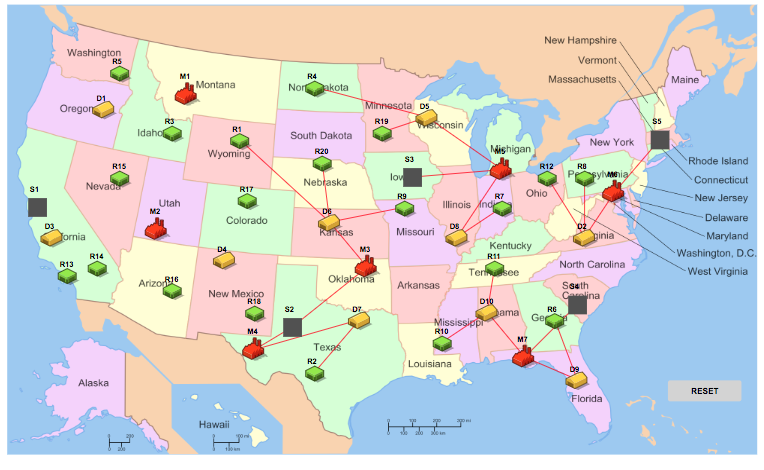 New Hampshire
Vermont
Massachusetts
Maine
Washington
R5
M1
Montana
R4
North Dakota
Minnesota
D5
Wisconsin
R19
Oregon
D1
R3
Idaho
R1
Wyoming
South Dakota
Michigan
M5
New York
S5
Rhode Island
Connecticut
New Jersey
Delaware
Maryland
Washington, D.C.
West Virginia
R15
Nevada
R20
Nebraska
S3
Iowa
R12
Ohio
R8
Pennsylvania
M6
S1
Utah
M2
R17
Colorado
D6
Kansas
R9
Missouri
Illinois
R7
Indiana
D8
D2
Virginia
Kentucky
D3
California
R13
R14
D4
Arizona
R16
New Mexico
R18
M3
Oklahoma
Arkansas
R11
Tennessee
North Carolina
South
Carolina
S4
S2
M4
D7
Texas
R2
R10
Mississippi
D10
Alabama
R6
Georgia
M7
Louisiana
D9
Florida
Alaska
Hawaii
RESET